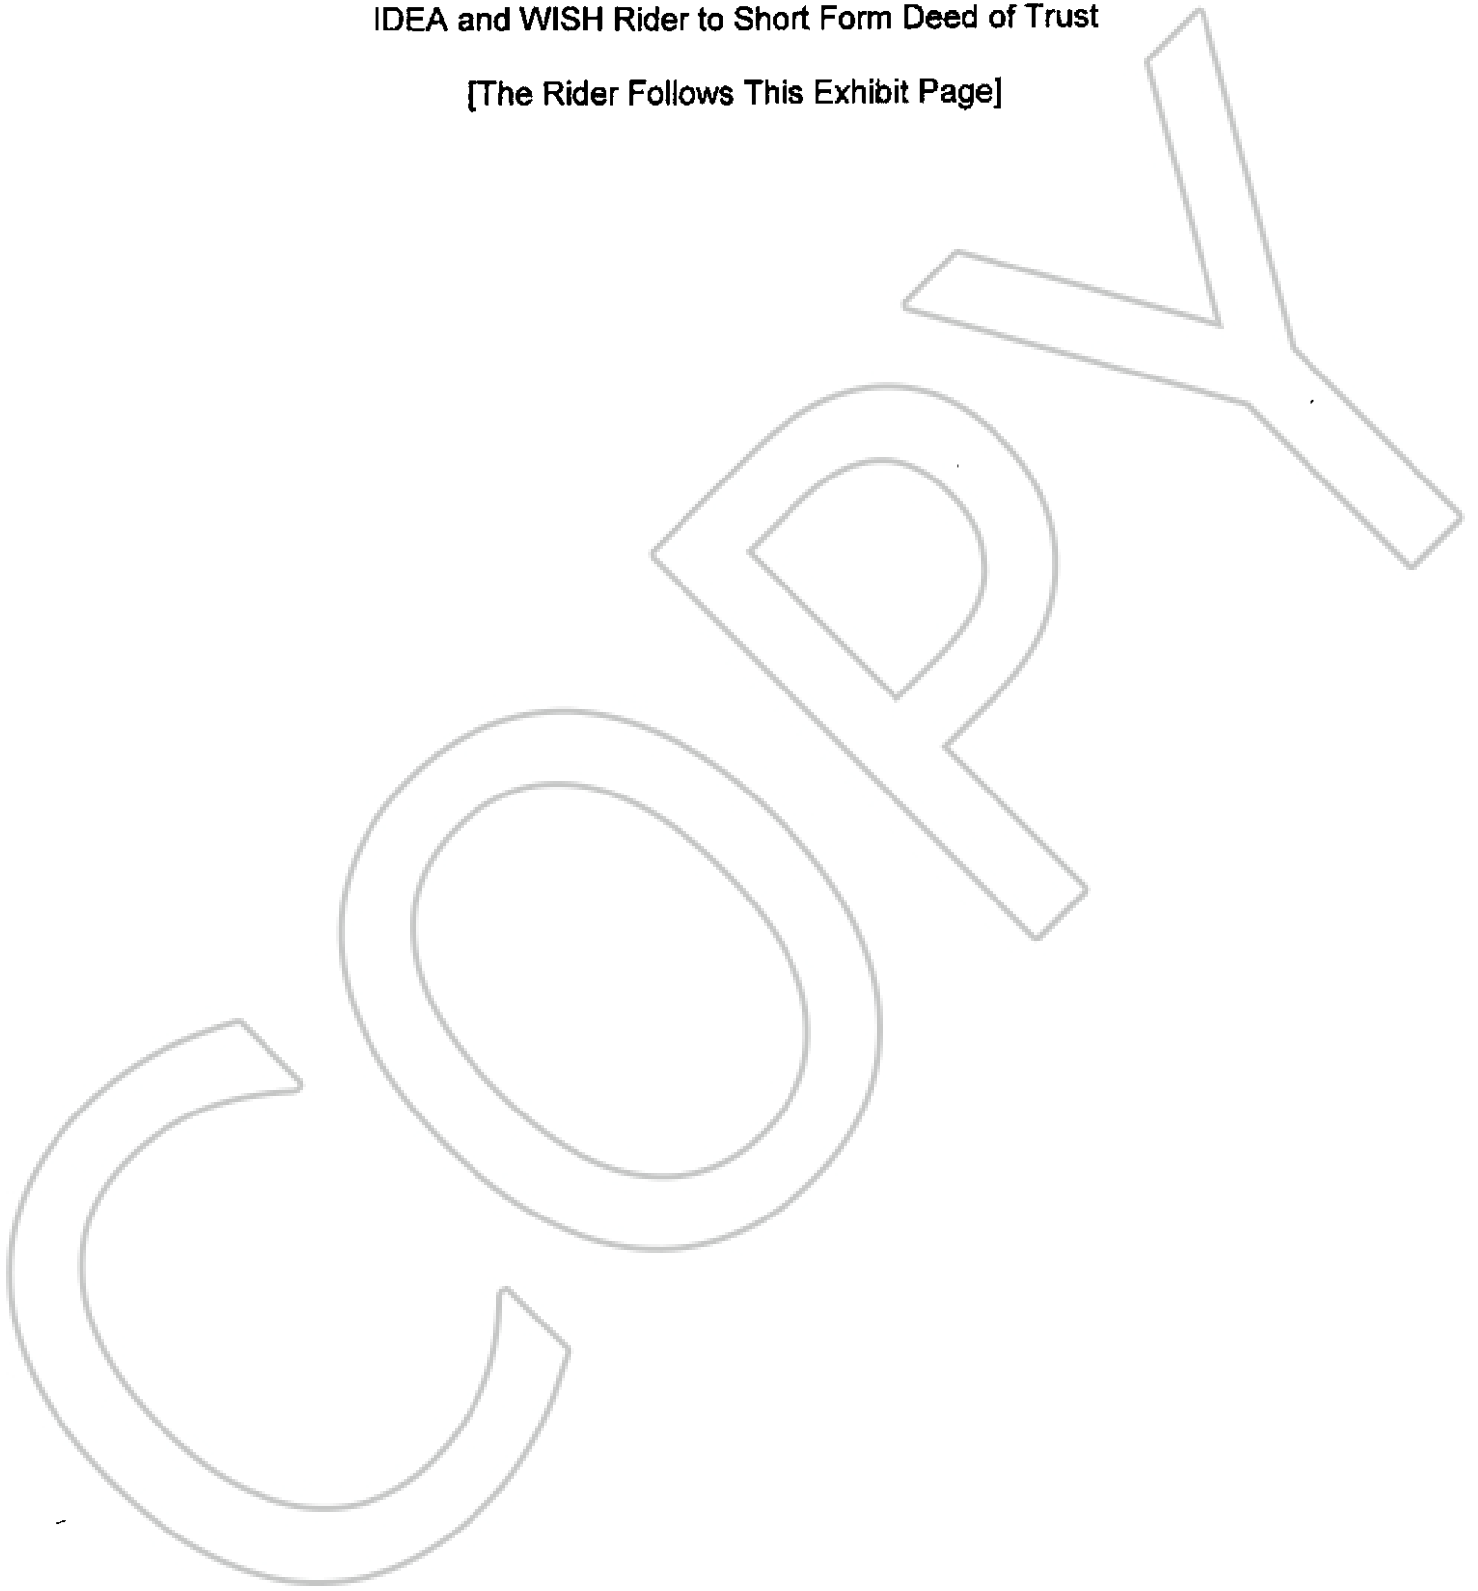 IDEA and WISH Rider to Short Form Deed of Trust
[The Rider Follows This Exhibit Page]
COPY